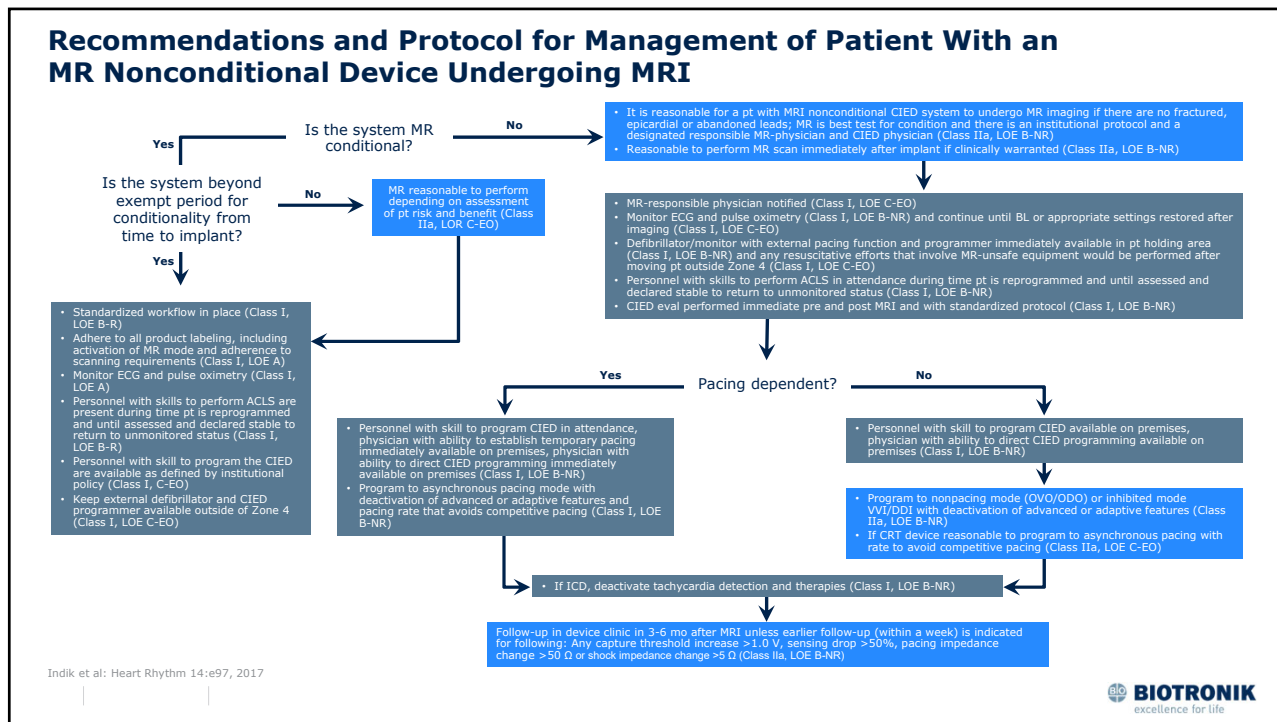 Recommendations and Protocol for Management of Patient With an
MR Nonconditional Device Undergoing MRI
Is the system MR
conditional?
No
Yes
• It is reasonable for a pt with MRI nonconditional CIED system to undergo MR imaging if there are no fractured,
epicardial or abandoned leads; MR is best test for condition and there is an institutional protocol and a
designated responsible MR-physician and CIED physician (Class IIa, LOE B-NR)
• Reasonable to perform MR scan immediately after implant if clinically warranted (Class IIa, LOE B-NR)
Is the system beyond
exempt period for
conditionality from
time to implant?
No
Yes
MR reasonable to perform
depending on assessment
of pt risk and benefit (Class
IIa, LOR C-EO)
• MR-responsible physician notified (Class I, LOE C-EO)
• Monitor ECG and pulse oximetry (Class I, LOE B-NR) and continue until BL or appropriate settings restored after
imaging (Class I, LOE C-EO)
• Defibrillator/monitor with external pacing function and programmer immediately available in pt holding area
(Class I, LOE B-NR) and any resuscitative efforts that involve MR-unsafe equipment would be performed after
moving pt outside Zone 4 (Class I, LOE C-EO)
• Personnel with skills to perform ACLS in attendance during time pt is reprogrammed and until assessed and
declared stable to return to unmonitored status (Class I, LOE B-NR)
• CIED eval performed immediate pre and post MRI and with standardized protocol (Class I, LOE B-NR)
• Standardized workflow in place (Class I,
LOE B-R)
• Adhere to all product labeling, including
activation of MR mode and adherence to
scanning requirements (Class I, LOE A)
• Monitor ECG and pulse oximetry (Class I,
LOE A)
• Personnel with skills to perform ACLS are
present during time pt is reprogrammed
and until assessed and declared stable to
return to unmonitored status (Class I,
LOE B-R)
• Personnel with skill to program the CIED
are available as defined by institutional
policy (Class I, C-EO)
• Keep external defibrillator and CIED
programmer available outside of Zone 4
(Class I, LOE C-EO)
Yes
Pacing dependent?
No
• Personnel with skill to program CIED in attendance,
physician with ability to establish temporary pacing
immediately available on premises, physician with
ability to direct CIED programming immediately
available on premises (Class I, LOE B-NR)
• Program to asynchronous pacing mode with
deactivation of advanced or adaptive features and
pacing rate that avoids competitive pacing (Class I, LOE
B-NR)
• Personnel with skill to program CIED available on premises,
physician with ability to direct CIED programming available on
premises (Class I, LOE B-NR)
• Program to nonpacing mode (OVO/ODO) or inhibited mode
VVI/DDI with deactivation of advanced or adaptive features (Class
IIa, LOE B-NR)
• If CRT device reasonable to program to asynchronous pacing with
rate to avoid competitive pacing (Class IIa, LOE C-EO)
• If ICD, deactivate tachycardia detection and therapies (Class I, LOE B-NR)
Follow-up in device clinic in 3-6 mo after MRI unless earlier follow-up (within a week) is indicated
for following: Any capture threshold increase >1.0 V, sensing drop >50%, pacing impedance
change >50 Ω or shock impedance change >5 Ω (Class IIa, LOE B-NR)
Indik et al: Heart Rhythm 14:e97, 2017
BIO
BIOTRONIK
excellence for life